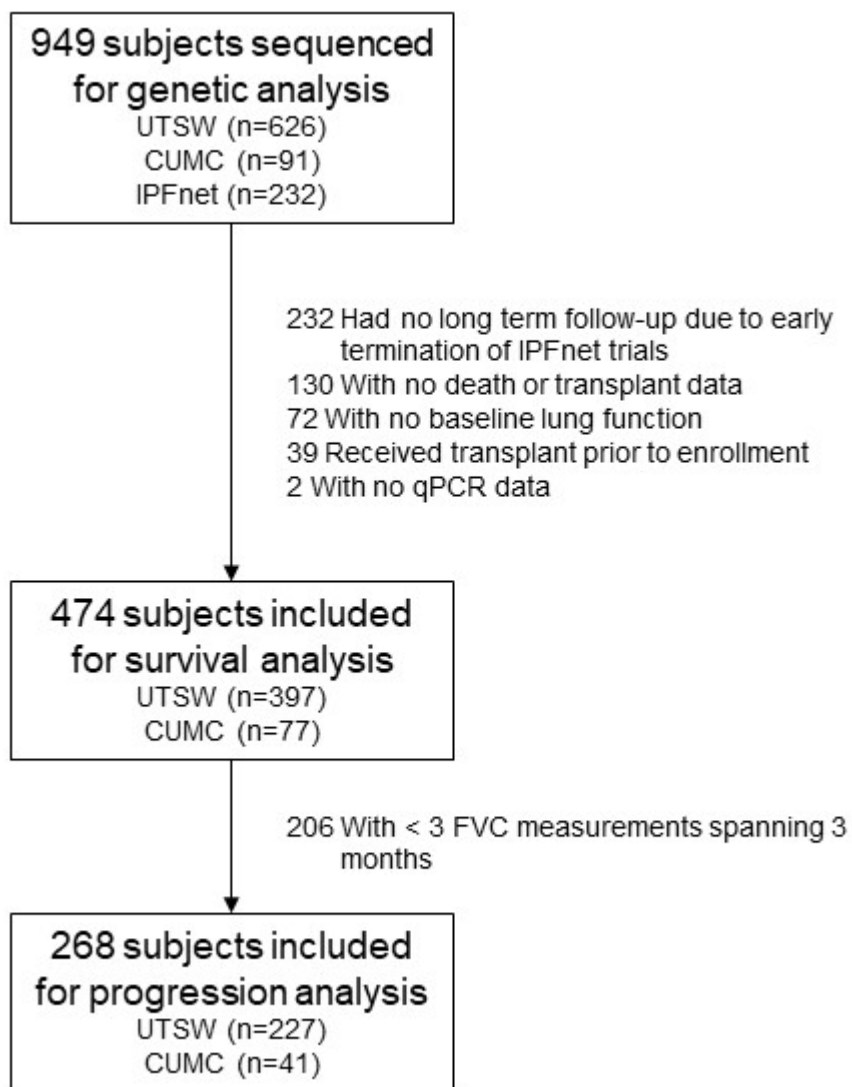 949 subjects sequenced
for genetic analysis
UTSW (n=626)
CUMC (n=91)
IPFnet (n=232)
232 Had no long term follow-up due to early
termination of IPFnet trials
130 With no death or transplant data
72 With no baseline lung function
39 Received transplant prior to enrollment
2 With no qPCR data
474 subjects included
for survival analysis
UTSW (n=397)
CUMC (n=77)
206 With < 3 FVC measurements spanning 3
months
268 subjects included
for progression analysis
UTSW (n=227)
CUMC (n=41)